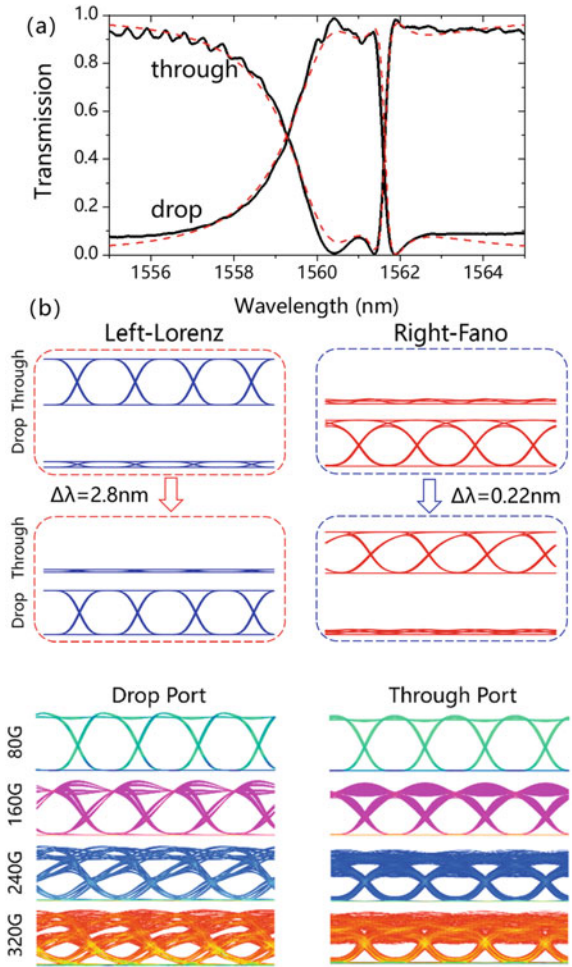 (a)
Transmission
1.0
0.8
0.6
0.4
0.2
0.0
through
drop
1556 1558 1560 1562 1564
Wavelength (nm)
(b)
Left-Lorenz Right-Fano
Through
Drop
Δλ=2.8nm Δλ=0.22nm
Through
Drop
Drop Port Through Port
80G
160G
240G
320G